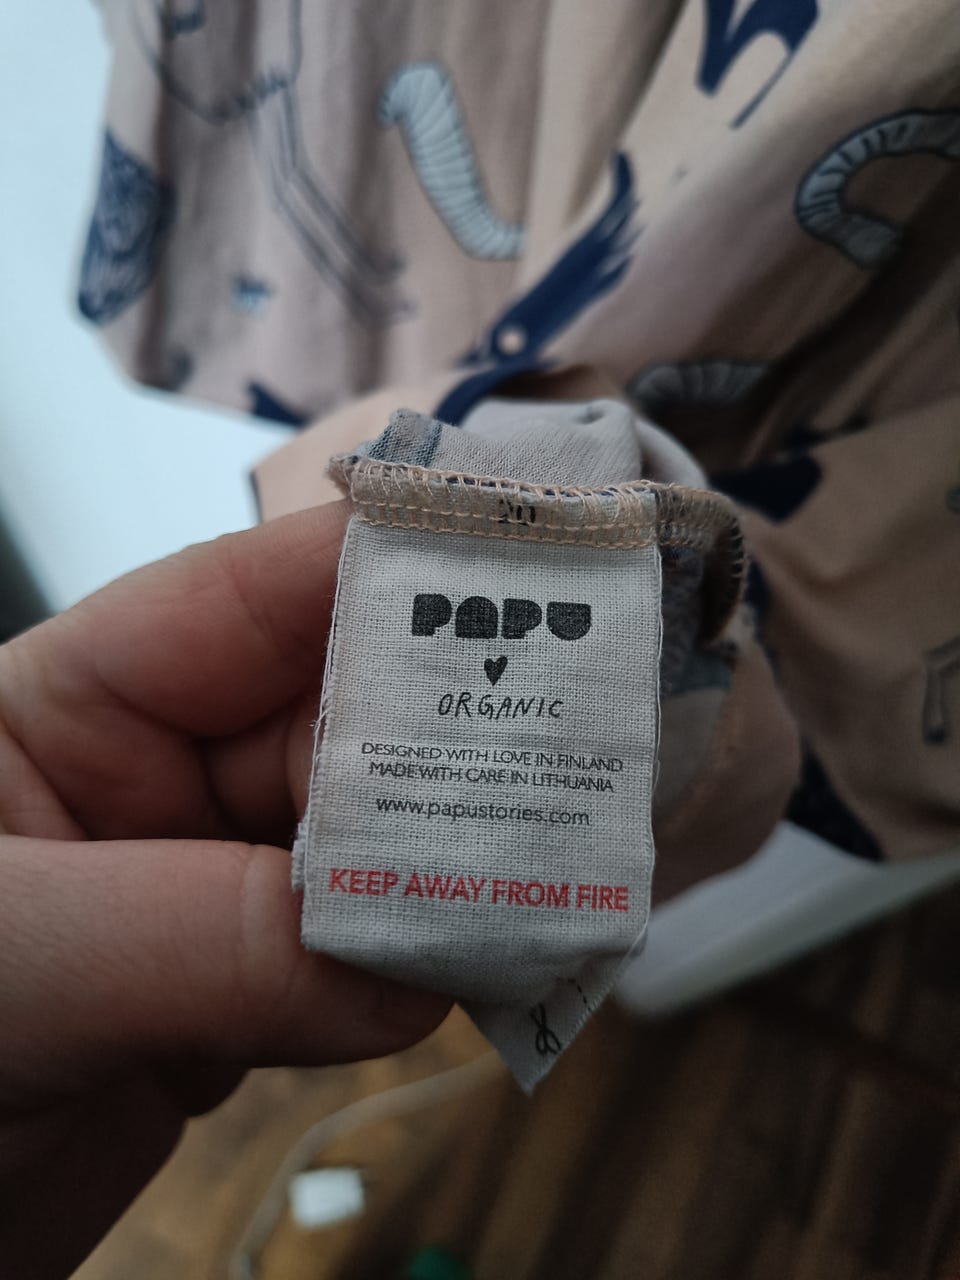 PAPU
ORGANIC
DESIGNED WITH LOVE IN FINLAND
MADE WITH CARE IN LITHUANIA
www.papustories.com
KEEP AWAY FROM FIRE